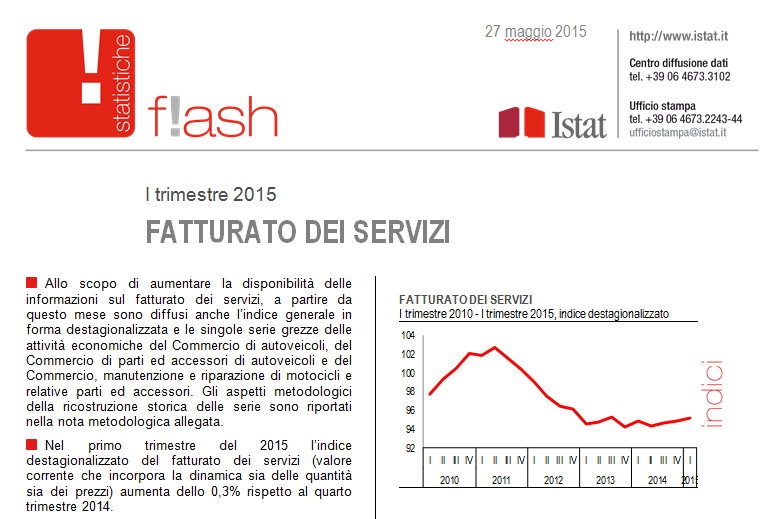 27 maggio 2015
http://www.istat.it
Centro diffusione dati
tel. +39 06 4673.3102
Ufficio stampa
tel. +39 06 4673.2243-44
ufficiostampa@istat.it
statistiche
f!ash
Istat
I trimestre 2015
FATTURATO DEI SERVIZI
Allo scopo di aumentare la disponibilità delle
informazioni sul fatturato dei servizi, a partire da
questo mese sono diffusi anche l’indice generale in
forma destagionalizzata e le singole serie grezze delle
attività economiche del Commercio di autoveicoli, del
Commercio di parti ed accessori di autoveicoli e del
Commercio, manutenzione e riparazione di motocicli e
relative parti ed accessori. Gli aspetti metodologici
della ricostruzione storica delle serie sono riportati
nella nota metodologica allegata.
Nel primo trimestre del 2015 l’indice
destagionalizzato del fatturato dei servizi (valore
corrente che incorpora la dinamica sia delle quantità
sia dei prezzi) aumenta dello 0,3% rispetto al quarto
trimestre 2014.
FATTURATO DEI SERVIZI
I trimestre 2010 - I trimestre 2015, indice destagionalizzato
104
102
100
98
96
94
92
I II III IV I II III IV I II III IV I II III IV I II III IV I
2010 2011 2012 2013 2014 2015
indici